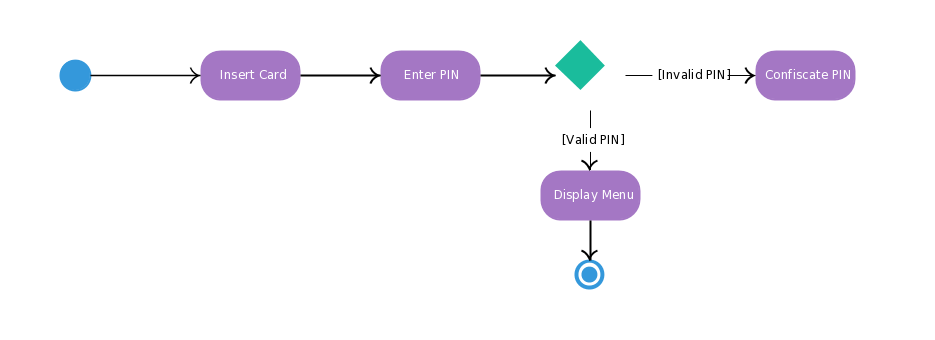 Insert Card
Enter PIN
[Invalid PIN]
Confiscate PIN
[Valid PIN]
Display Menu